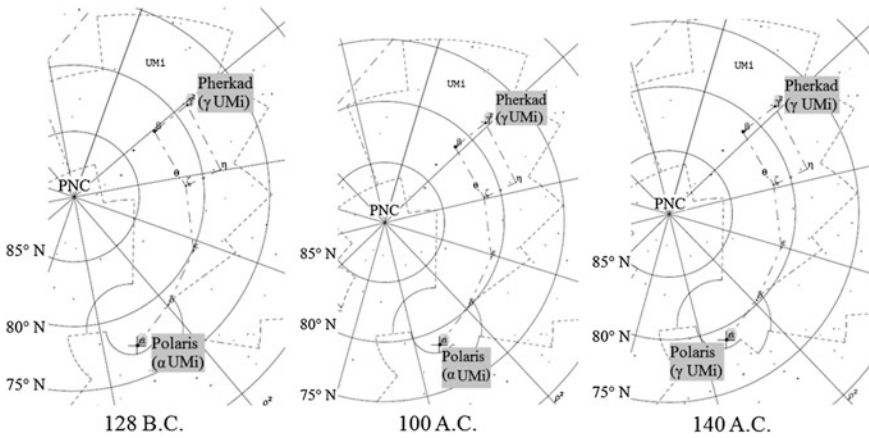 UMi
Pherkad
(γ UMi)
β
θ
ζ
η
PNC
85° N
80° N
75° N
α
Polaris
(α UMi)
128 B.C.
UMi
Pherkad
(γ UMi)
β
θ
ζ
η
PNC
85° N
80° N
75° N
α
Polaris
(α UMi)
100 A.C.
UMi
Pherkad
(γ UMi)
β
θ
ζ
η
PNC
85° N
80° N
75° N
α
Polaris
(γ UMi)
140 A.C.